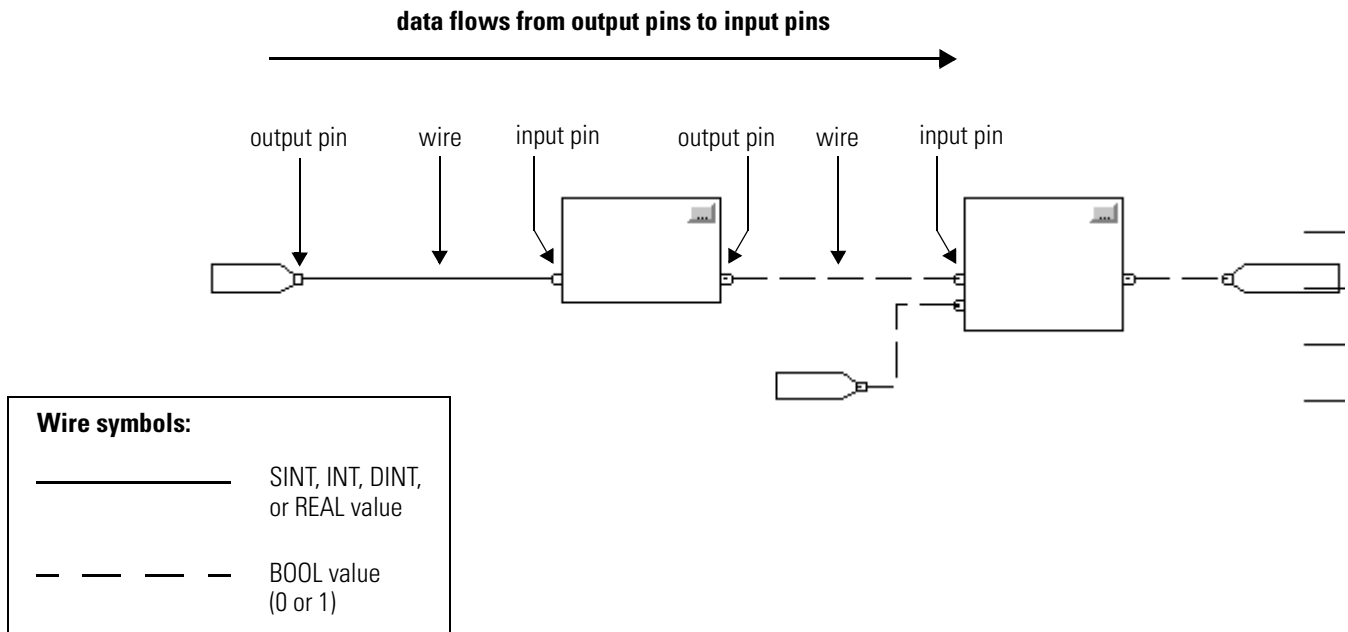 data flows from output pins to input pins
output pin wire input pin output pin wire input pin
...
...
Wire symbols:
SINT, INT, DINT,
or REAL value
BOOL value
(0 or 1)